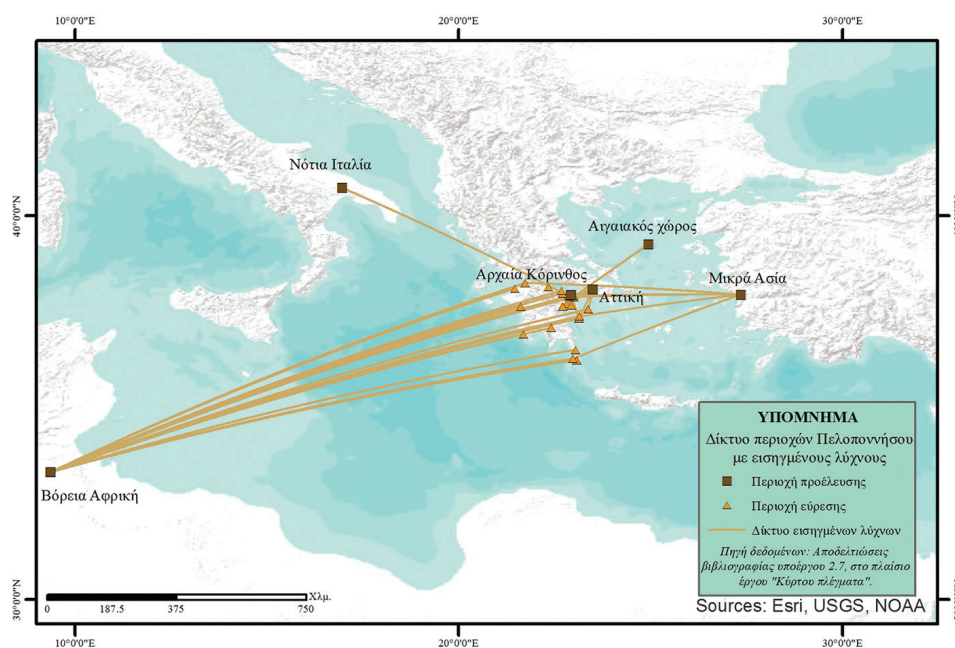 10°0'0"E 20°0'0"E 30°0'0"E
Νότια Ιταλία
40°0'0"N
Αιγαιακός χώρος
Αρχαία Κόρινθος
Μικρά Ασία
Αττική
ΥΠΟΜΝΗΜΑ
Δίκτυο περιοχών Πελοποννήσου
με εισηγμένους λύχνους
Περιοχή προέλευσης
Περιοχή εύρεσης
Δίκτυο εισηγμένων λύχνων
Πηγή δεδομένων: Αποδελτιώσεις
βιβλιογραφίας υποέργου 2.7, στο πλαίσιο
έργου "Κύρτου πλέγματα".
Βόρεια Αφρική
Χλμ.
0 187.5 375 750
30°0'0"N
Sources: Esri, USGS, NOAA
10°0'0"E 20°0'0"E 30°0'0"E